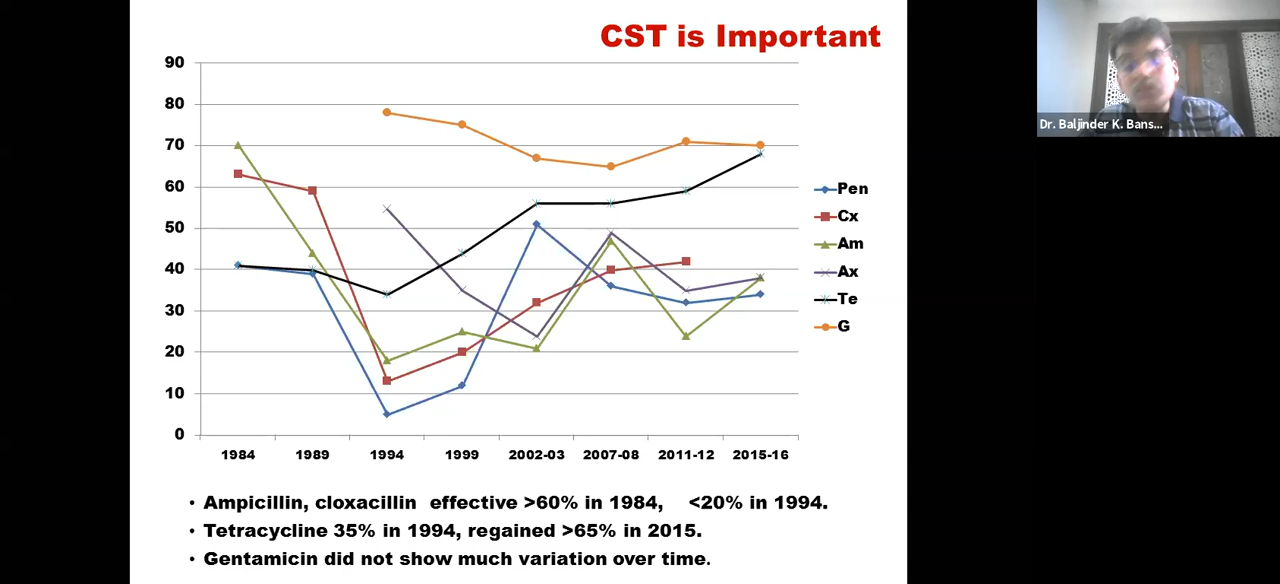 CST is Important
90
80
70
60
50
40
30
20
10
0
1984 1989 1994 1999 2002-03 2007-08 2011-12 2015-16
Pen
Cx
Am
Ax
Te
G
• Ampicillin, cloxacillin effective >60% in 1984, <20% in 1994.
• Tetracycline 35% in 1994, regained >65% in 2015.
• Gentamicin did not show much variation over time.
Dr. Baljinder K. Bans...